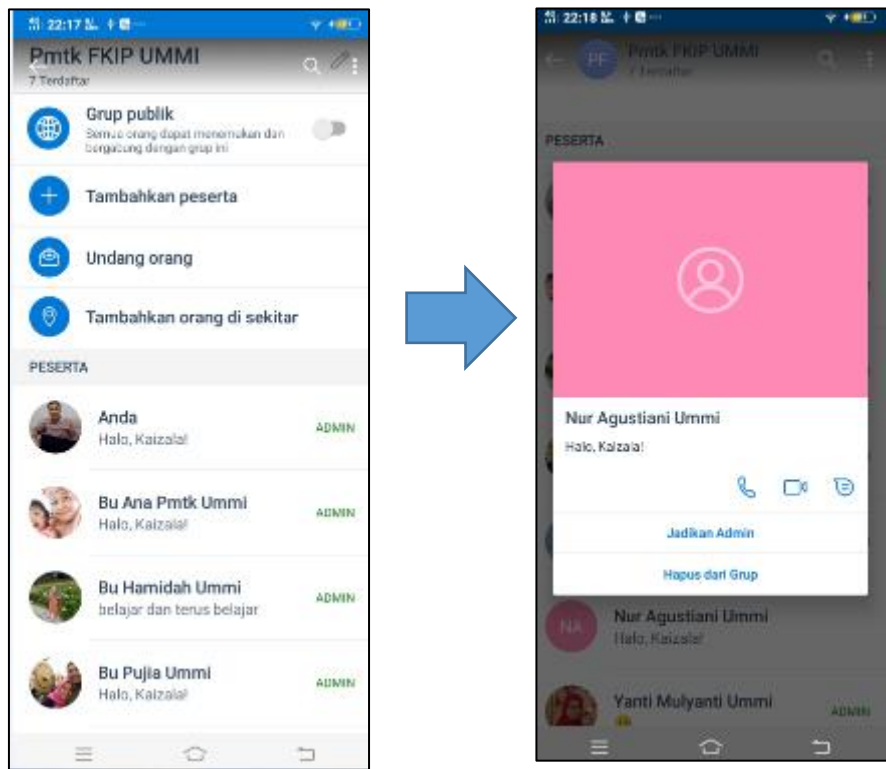 22:17
Pmtk FKIP UMMI
7 Terdaftar
Grup publik
Semua orang dapat menemukan dan
bergabung dengan grup ini
Tambahkan peserta
Undang orang
Tambahkan orang di sekitar
PESERTA
Anda
Halo, Kaizala!
ADMIN
Bu Ana Pmtk Ummi
Halo, Kaizala!
ADMIN
Bu Hamidah Ummi
belajar dan terus belajar
ADMIN
Bu Pujia Ummi
Halo, Kaizala!
ADMIN
22:18
PF
Pmtk FKIP UMMI
7 Terdaftar
PESERTA
Nur Agustiani Ummi
Halo, Kaizala!
Jadikan Admin
Hapus dari Grup
NA
Nur Agustiani Ummi
Halo, Kaizala!
Yanti Mulyanti Ummi
ADMIN